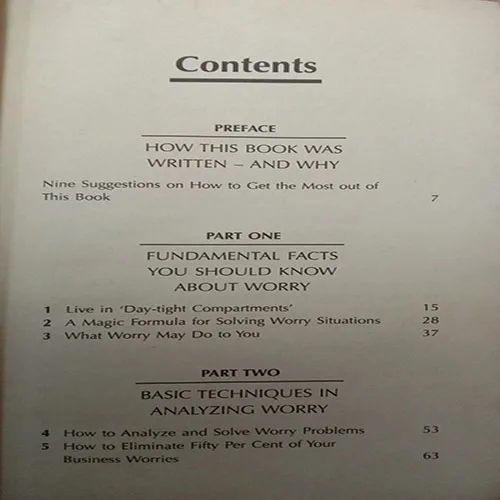 Contents
PREFACE
HOW THIS BOOK WAS
WRITTEN – AND WHY
Nine Suggestions on How to Get the Most out of
This Book 7
PART ONE
FUNDAMENTAL FACTS
YOU SHOULD KNOW
ABOUT WORRY
1 Live in ‘Day-tight Compartments’ 15
2 A Magic Formula for Solving Worry Situations 28
3 What Worry May Do to You 37
PART TWO
BASIC TECHNIQUES IN
ANALYZING WORRY
4 How to Analyze and Solve Worry Problems 53
5 How to Eliminate Fifty Per Cent of Your
Business Worries 63